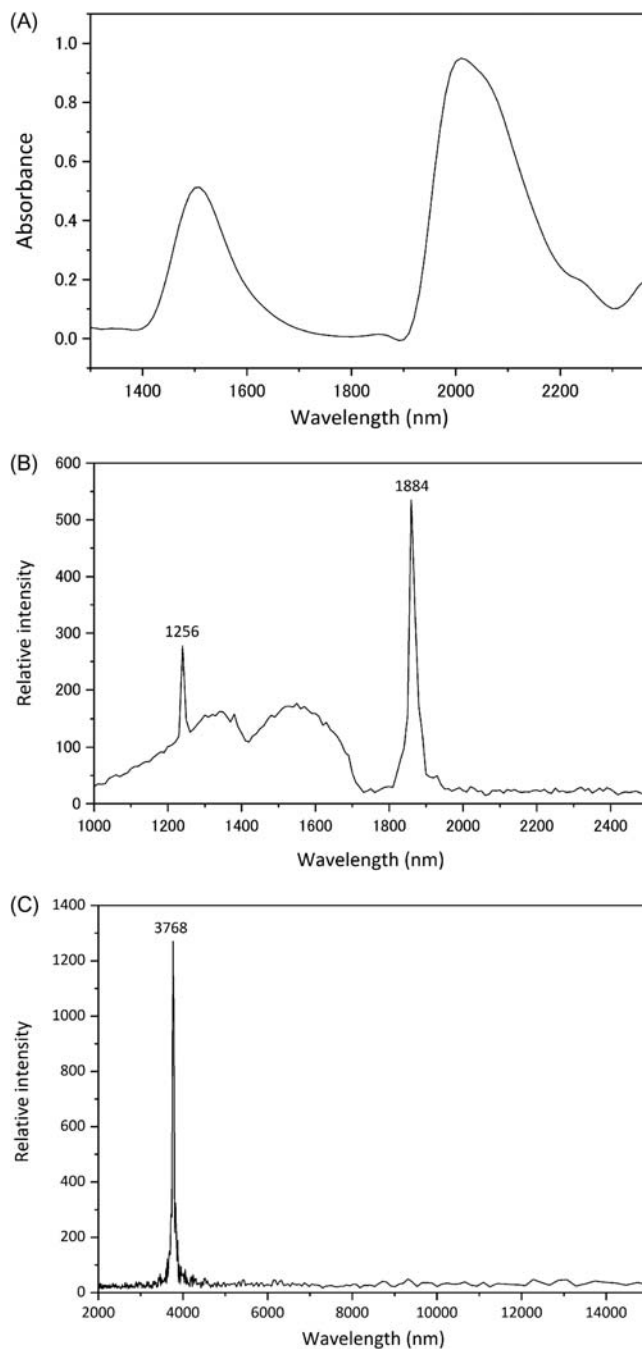 (A)
1.0
0.8
0.6
0.4
0.2
0.0
Absorbance
1400 1600 1800 2000 2200
Wavelength (nm)
(B)
600
500
400
300
200
100
0
Relative intensity
1256
1884
1000 1200 1400 1600 1800 2000 2200 2400
Wavelength (nm)
(C)
1400
1200
1000
800
600
400
200
0
Relative intensity
3768
2000 4000 6000 8000 10000 12000 14000
Wavelength (nm)